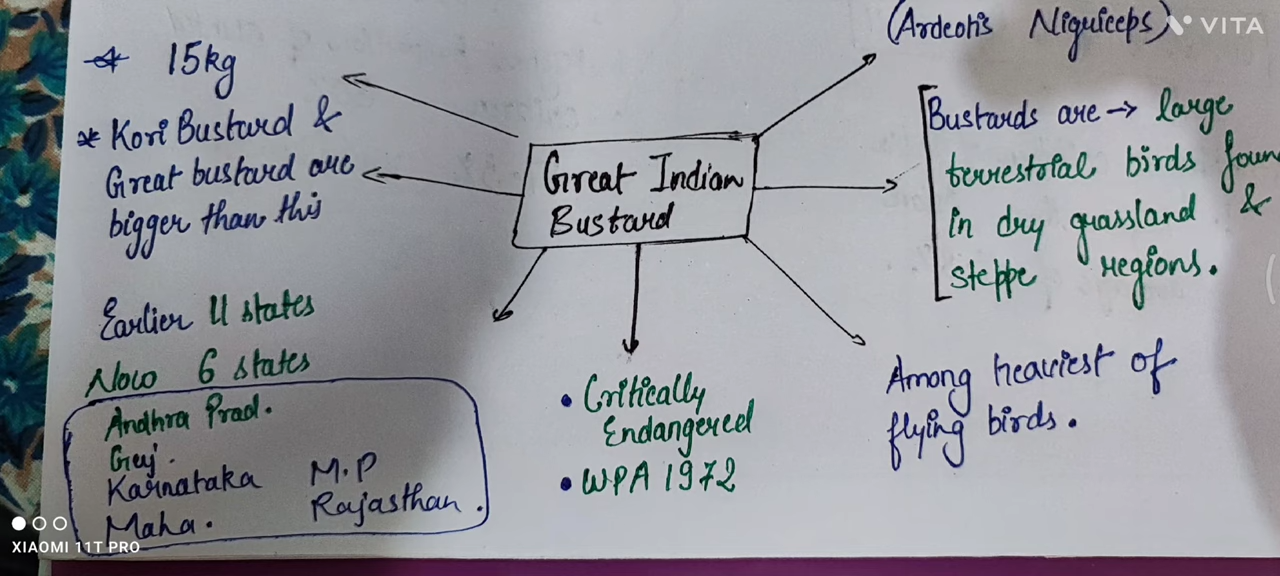 (Ardeotis Niguiceps)
VITA
* 15kg
* Kori Bustard &
Great bustard are
bigger than this
Great Indian
Bustard
Bustards are → large
terrestrial birds foun
in dry grassland &
steppe regions.
Earlier 11 states
Now 6 states
Andhra Prad.
Guj.
Karnataka M.P
Maha. Rajasthan.
• Critically
Endangered
• WPA 1972
Among heaviest of
flying birds.
XIAOMI 11T PRO